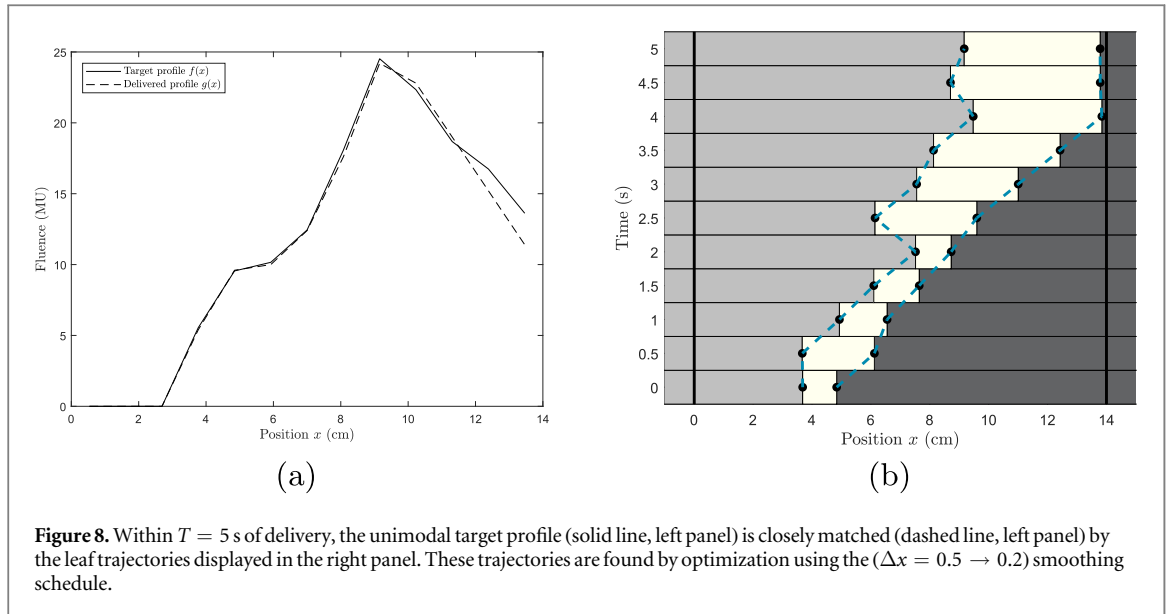 25
20
15
10
5
0
Fluence (MU)
Target profile f(x)
Delivered profile g(x)
0 2 4 6 8 10 12 14
Position x (cm)
(a)
5
4.5
4
3.5
3
2.5
2
1.5
1
0.5
0
Time (s)
0 2 4 6 8 10 12 14
Position x (cm)
(b)
Figure 8. Within T = 5 s of delivery, the unimodal target profile (solid line, left panel) is closely matched (dashed line, left panel) by
the leaf trajectories displayed in the right panel. These trajectories are found by optimization using the (Δx = 0.5 → 0.2) smoothing
schedule.